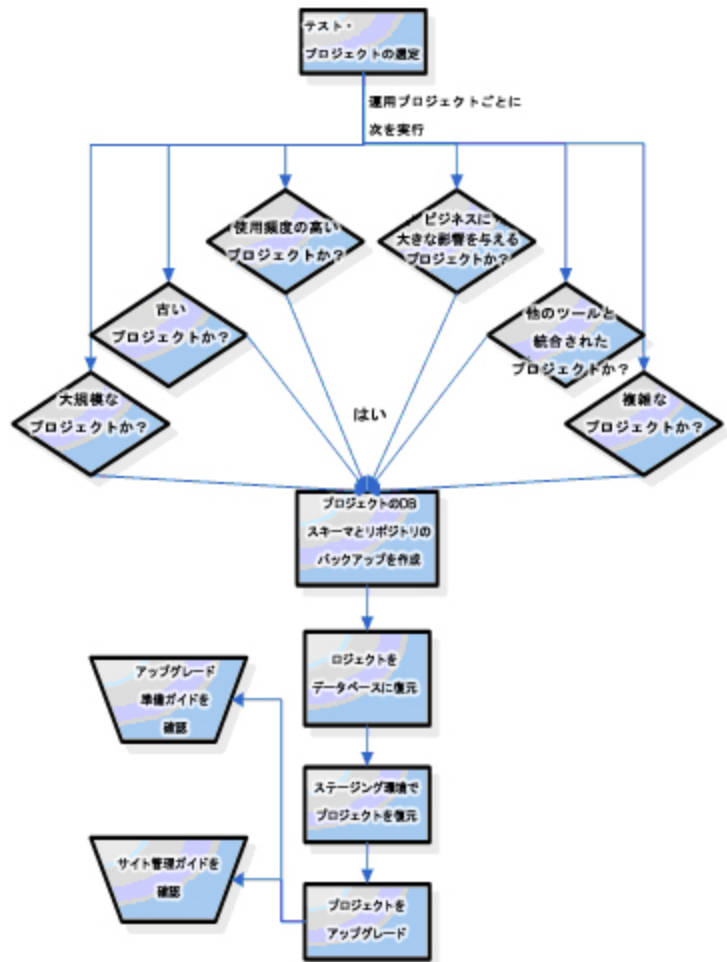 テスト・
プロジェクトの選定
運用プロジェクトごとに
次を実行
使用頻度の高い
プロジェクトか？
ビジネスに
大きな影響を与える
プロジェクトか？
古い
プロジェクトか？
他のツールと
統合された
プロジェクトか？
大規模な
プロジェクトか？
複雑な
プロジェクトか？
はい
プロジェクトのDB
スキーマとリポジトリの
バックアップを作成
ロジェクトを
データベースに復元
アップグレード
準備ガイドを
確認
ステージング環境で
プロジェクトを復元
サイト管理ガイドを
確認
プロジェクトを
アップグレード